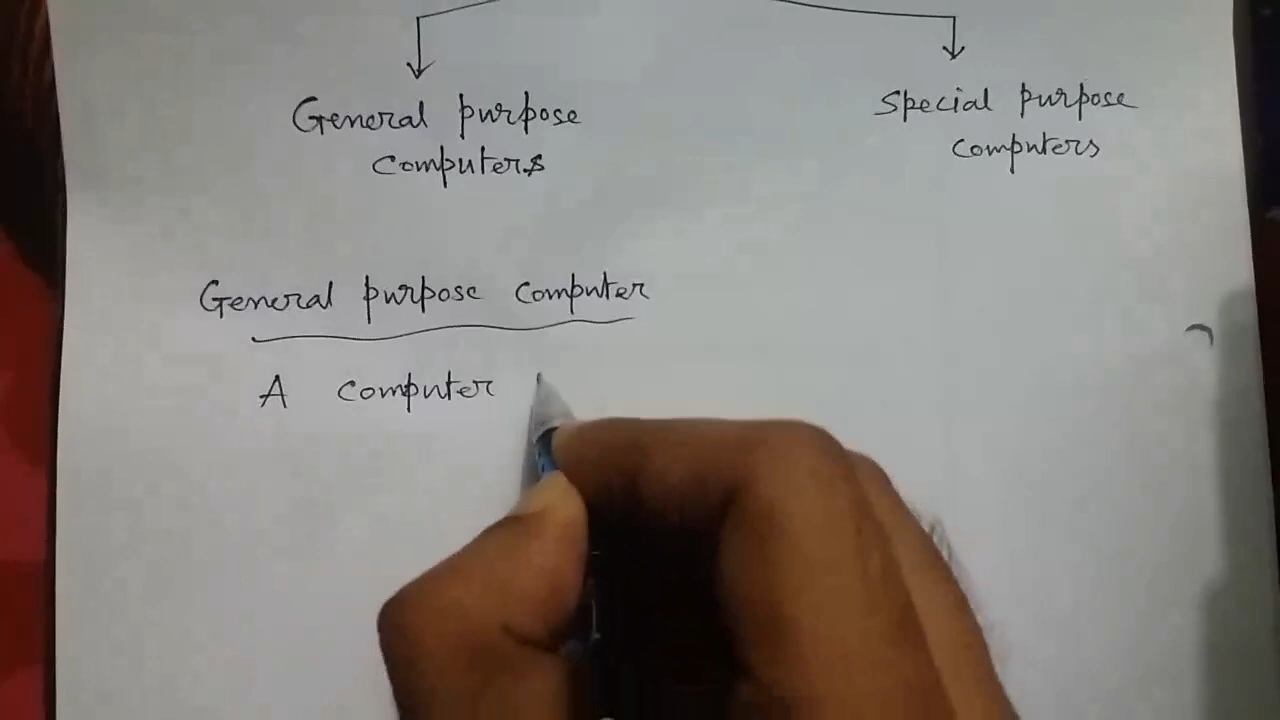 General purpose
computers
Special purpose
computers
General purpose computer
A computer